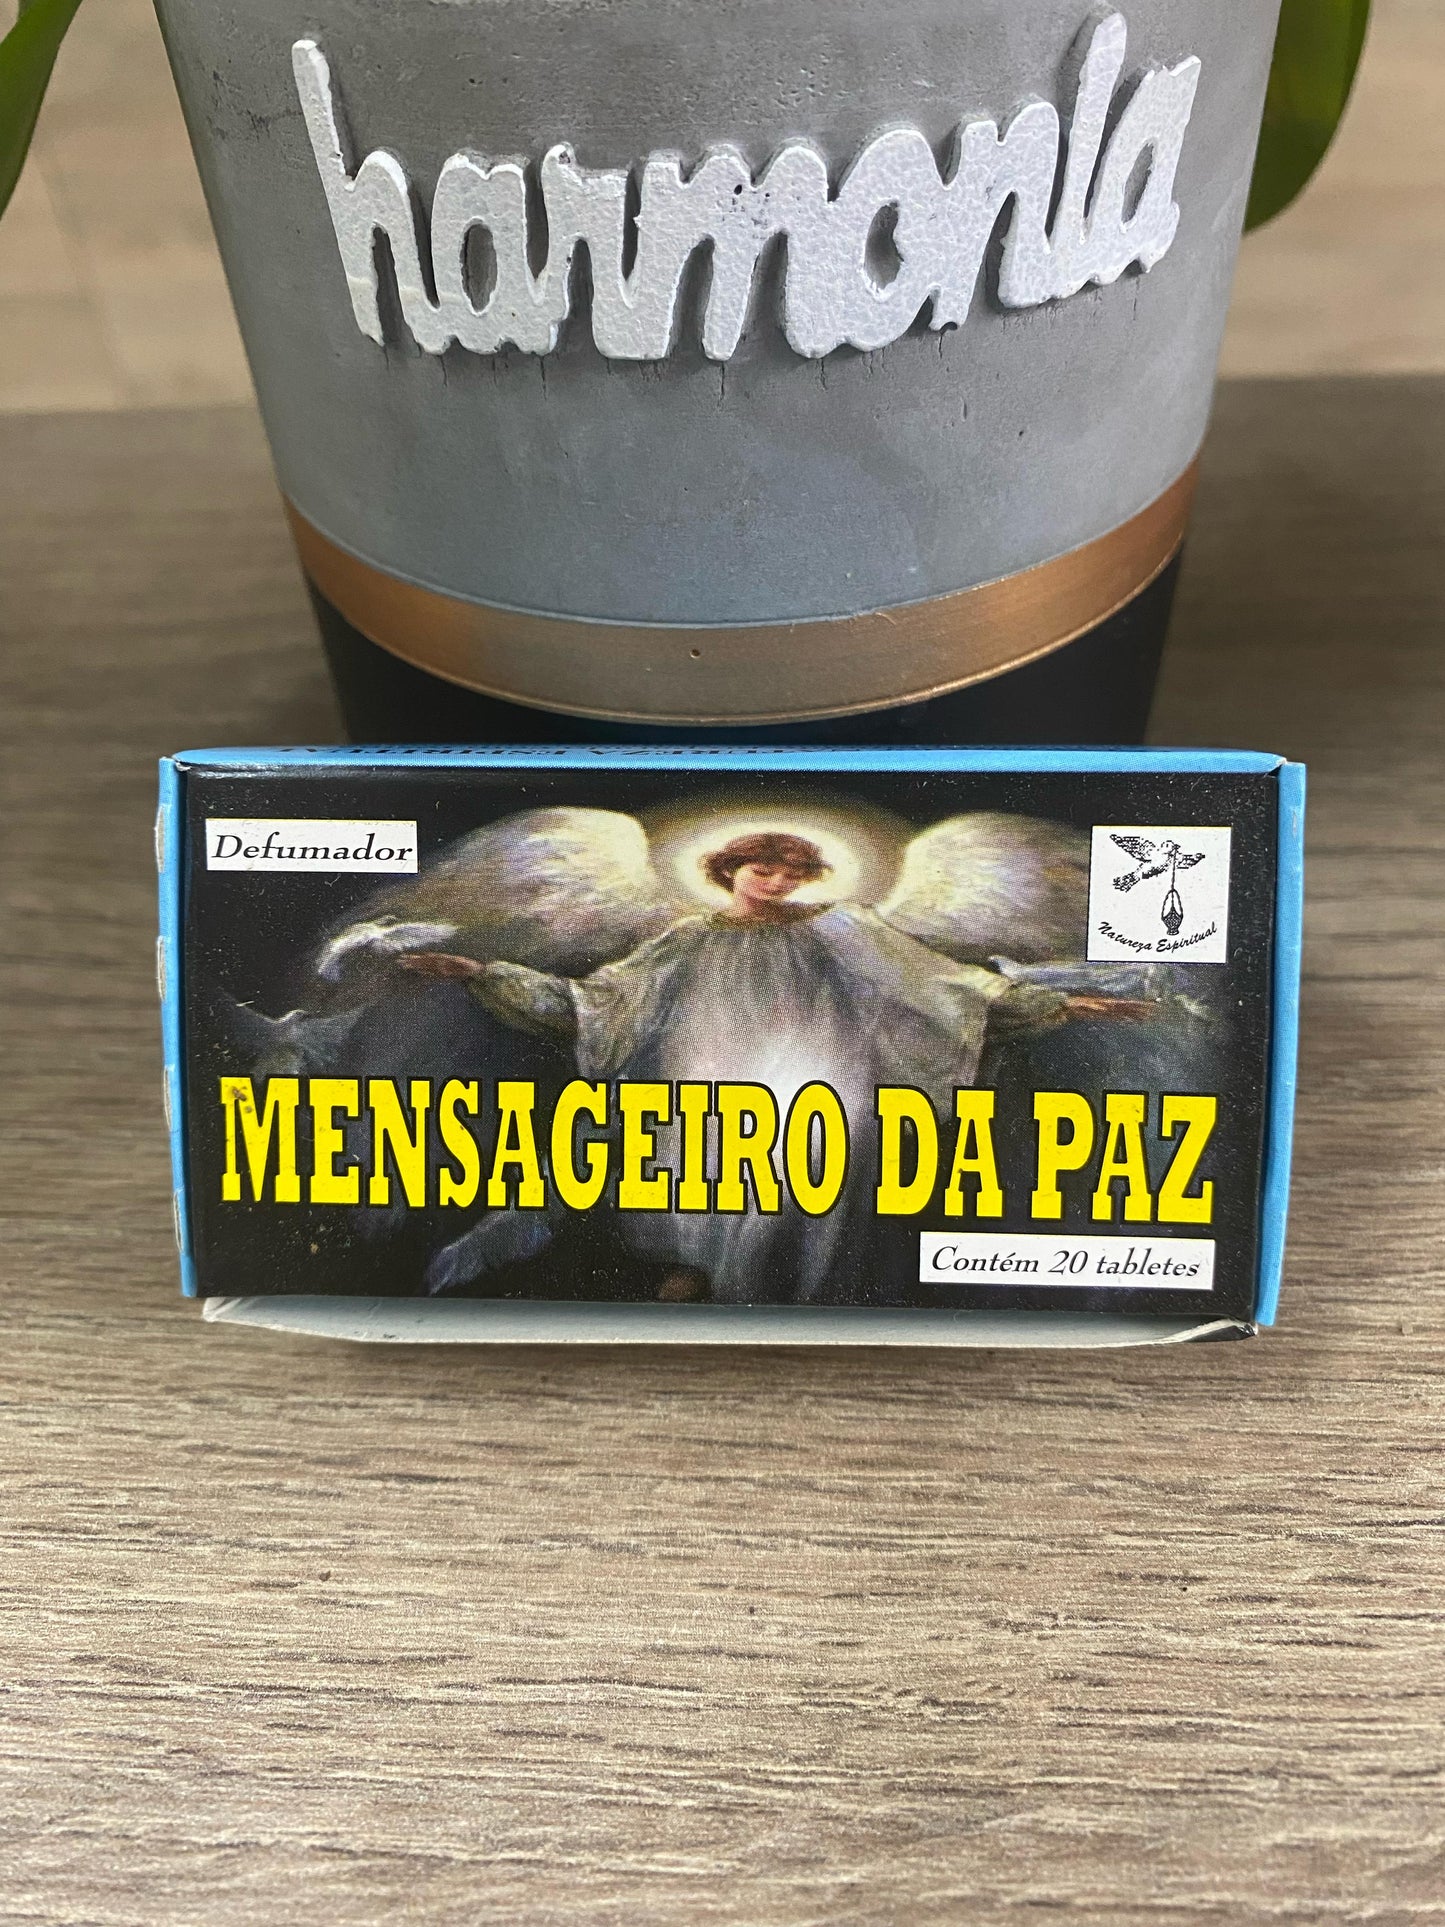 harmonia
Defumador
Natureza Espiritual
MENSAGEIRO DA PAZ
Contém 20 tabletes